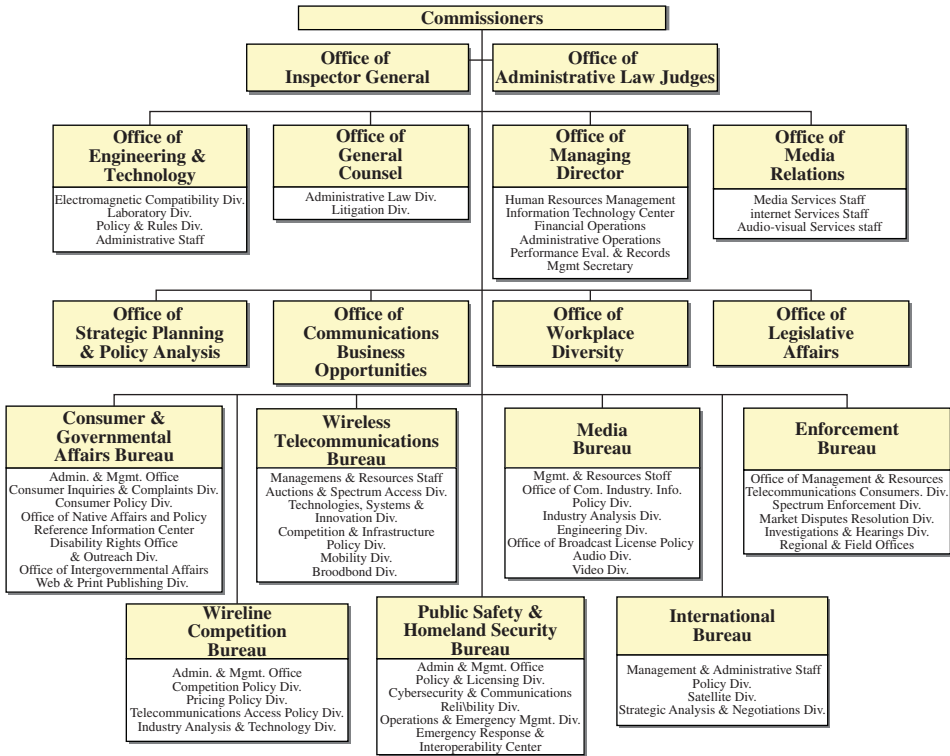 Commissioners
Office of
Inspector General
Office of
Administrative Law Judges
Office of
Engineering &
Technology
Electromagnetic Compatibility Div.
Laboratory Div.
Policy & Rules Div.
Administrative Staff
Office of
General
Counsel
Administrative Law Div.
Litigation Div.
Office of
Managing
Director
Human Resources Management
Information Technology Center
Financial Operations
Administrative Operations
Performance Eval. & Records
Mgmt Secretary
Office of
Media
Relations
Media Services Staff
internet Services Staff
Audio-visual Services staff
Office of
Strategic Planning
& Policy Analysis
Office of
Communications
Business
Opportunities
Office of
Workplace
Diversity
Office of
Legislative
Affairs
Consumer &
Governmental
Affairs Bureau
Admin. & Mgmt. Office
Consumer Inquiries & Complaints Div.
Consumer Policy Div.
Office of Native Affairs and Policy
Reference Information Center
Disability Rights Office
& Outreach Div.
Office of Intergovernmental Affairs
Web & Print Publishing Div.
Wireless
Telecommunications
Bureau
Managemens & Resources Staff
Auctions & Spectrum Access Div.
Technologies, Systems &
Innovation Div.
Competition & Infrastructure
Policy Div.
Mobility Div.
Brodbond Div.
Media
Bureau
Mgmt. & Resources Stoff
Office of Com. Industry. Info.
Policy Div.
Industry Analysis Div.
Engineering Div.
Office of Broadcast License Policy
Audio Div.
Video Div.
Enforcement
Bureau
Office of Management & Resources
Telecommunications Consumers. Div.
Spectrum Enforcement Div.
Market Disputes Resolution Div.
Investigations & Hearings Div.
Regional & Field Offices
Wireline
Competition
Bureau
Admin. & Mgmt. Office
Competition Policy Div.
Pricing Policy Div.
Telecommunications Access Policy Div.
Industry Analysis & Technology Div.
Public Safety &
Homeland Security
Bureau
Admin & Mgmt. Office
Policy & Licensing Div.
Cybersecurity & Communications
Reli\bility Div.
Operations & Emergency Mgmt. Div.
Emergency Response &
Interoperability Center
International
Bureau
Management & Administrative Staff
Policy Div.
Satellite Div.
Strategic Analysis & Negotiations Div.